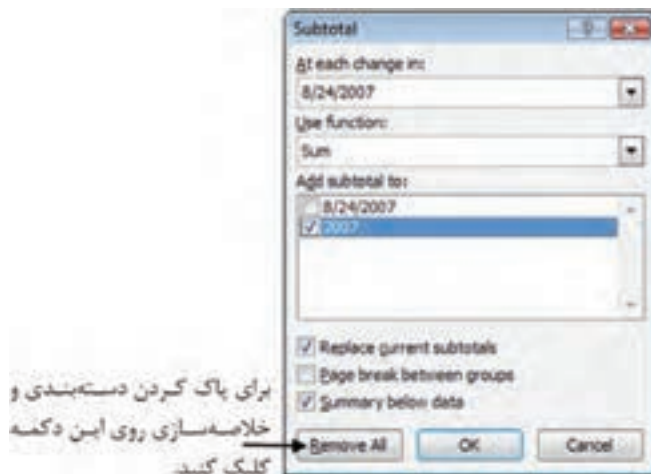 Subtotal
At each change in:
8/24/2007
Use function:
Sum
Add subtotal to:
8/24/2007
2007
Replace current subtotals
Page break between groups
Summary below data
Remove All
OK
Cancel
برای پاک کردن دسته‌بندی و
خلاصه‌سازی روی این دکمه
کلیک کنید.